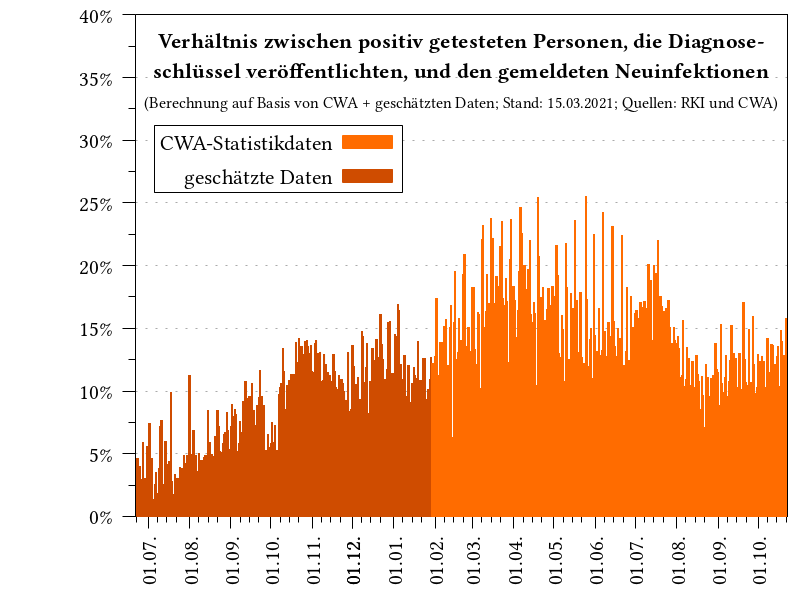 Verhältnis zwischen positiv getesteten Personen, die Diagnose-
schlüssel veröffentlichten, und den gemeldeten Neuinfektionen
(Berechnung auf Basis von CWA + geschätzten Daten; Stand: 15.03.2021; Quellen: RKI und CWA)
CWA-Statistikdaten
geschätzte Daten
40%
35%
30%
25%
20%
15%
10%
5%
0%
01.07. 01.08. 01.09. 01.10. 01.11. 01.12. 01.01. 01.02. 01.03. 01.04. 01.05. 01.06. 01.07. 01.08. 01.09. 01.10.